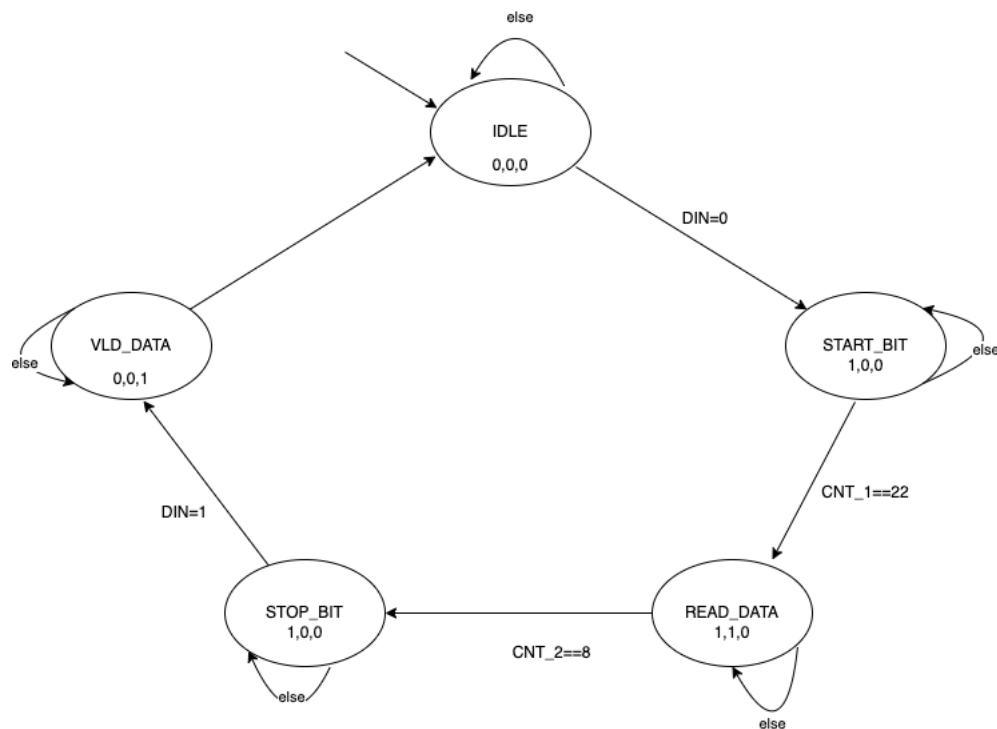 else
IDLE
0,0,0
DIN=0
VLD_DATA
0,0,1
else
START_BIT
1,0,0
else
CNT_1==22
DIN=1
STOP_BIT
1,0,0
else
CNT_2==8
READ_DATA
1,1,0
else